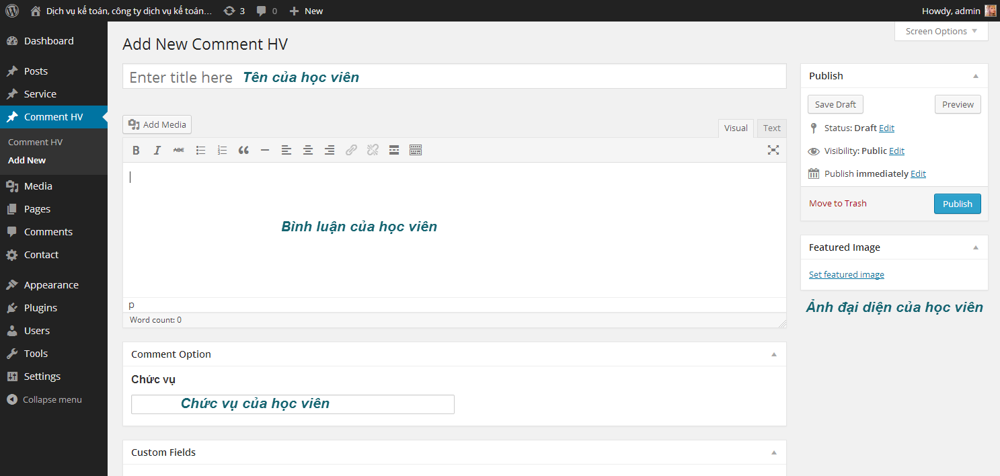 Dịch vụ kế toán, công ty dịch vụ kế toán… 3 0 New Howdy, admin
Screen Options
Dashboard
Posts
Service
Comment HV
Comment HV
Add New
Media
Pages
Comments
Contact
Appearance
Plugins
Users
Tools
Settings
Collapse menu
Add New Comment HV
Enter title here Tên của học viên
Add Media
Visual Text
B I ABC
Bình luận của học viên
p
Word count: 0
Comment Option
Chức vụ
Chức vụ của học viên
Custom Fields
Publish
Save Draft Preview
Status: Draft Edit
Visibility: Public Edit
Publish immediately Edit
Move to Trash Publish
Featured Image
Set featured image
Ảnh đại diện của học viên